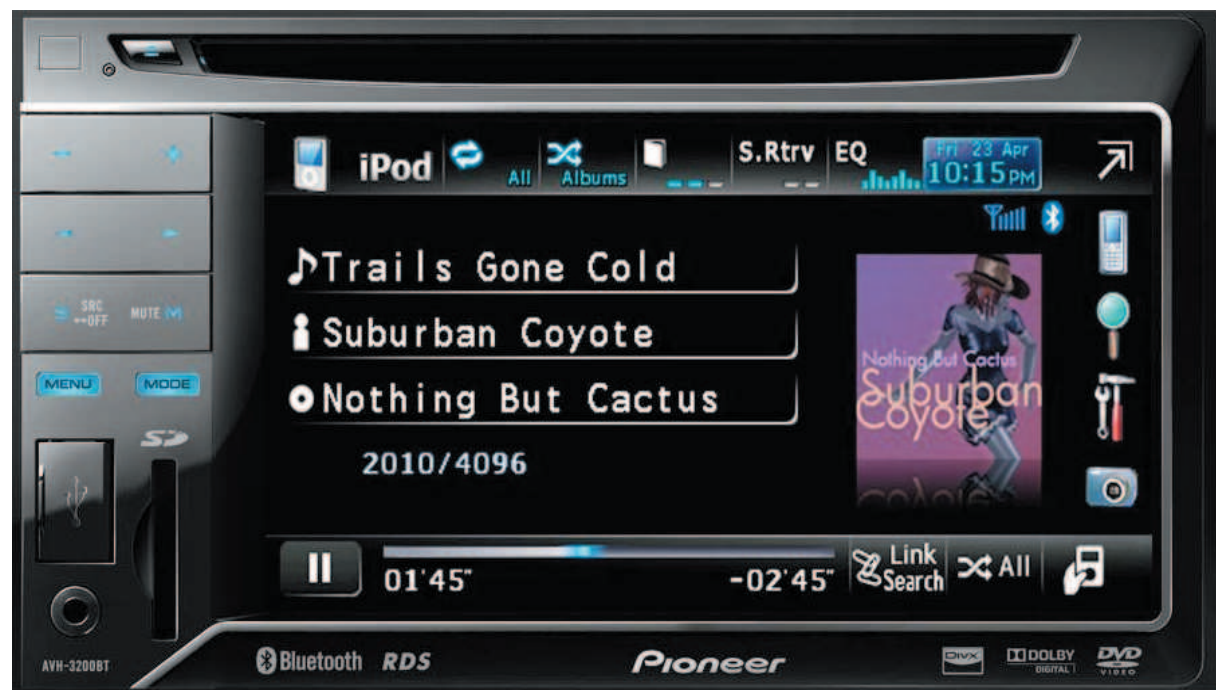 iPod
All
Albums
S.Rtrv
EQ
Fri 23 Apr
10:15PM
Trails Gone Cold
Suburban Coyote
Nothing But Cactus
2010/4096
Nothing But Cactus
Suburban
Coyote
S SRC
OFF
MUTE M
MENU
MODE
SD
01'45"
-02'45"
Link
Search
All
AVH-3200BT
Bluetooth
RDS
Pioneer
DIVX
DOLBY
DIGITAL
DVD
VIDEO